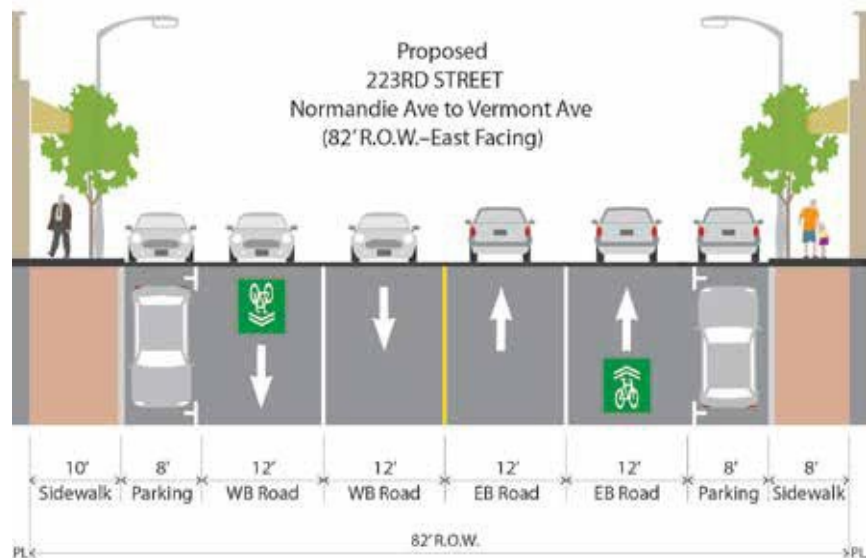 Proposed
223RD STREET
Normandie Ave to Vermont Ave
(82' R.O.W.–East Facing)
10' 8' 12' 12' 12' 12' 8' 8'
Sidewalk Parking WB Road WB Road EB Road EB Road Parking Sidewalk
82' R.O.W.
PL PL